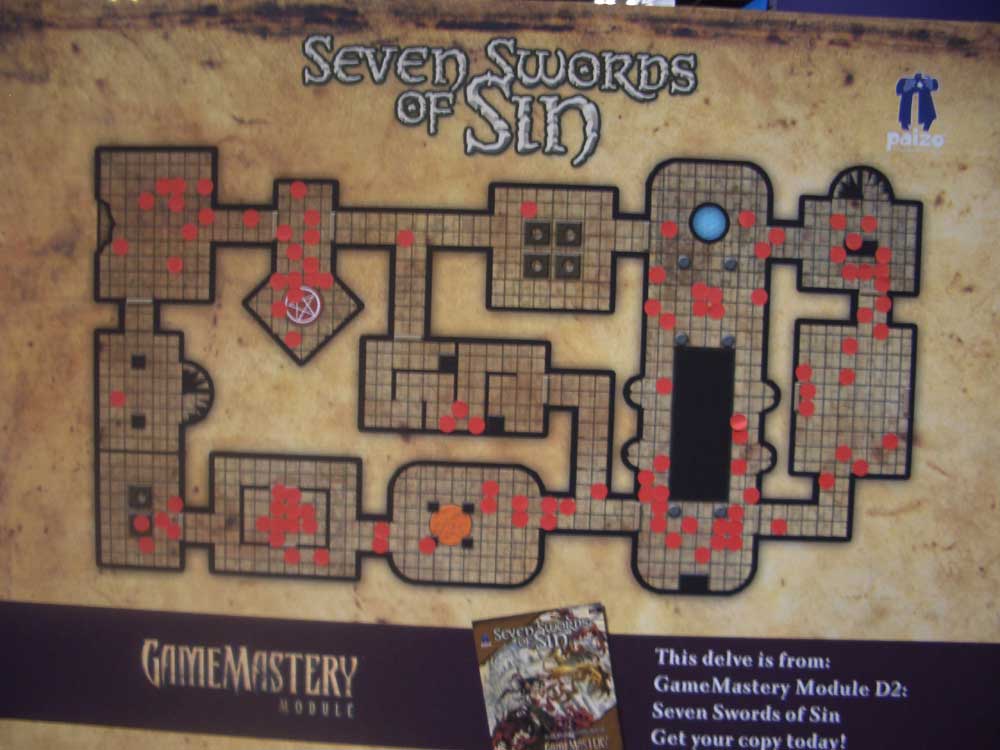 Seven Swords
of Sin
paizo
GameMastery
MODULE
Seven Swords
of Sin
GameMastery
This delve is from:
GameMastery Module D2:
Seven Swords of Sin
Get your copy today!